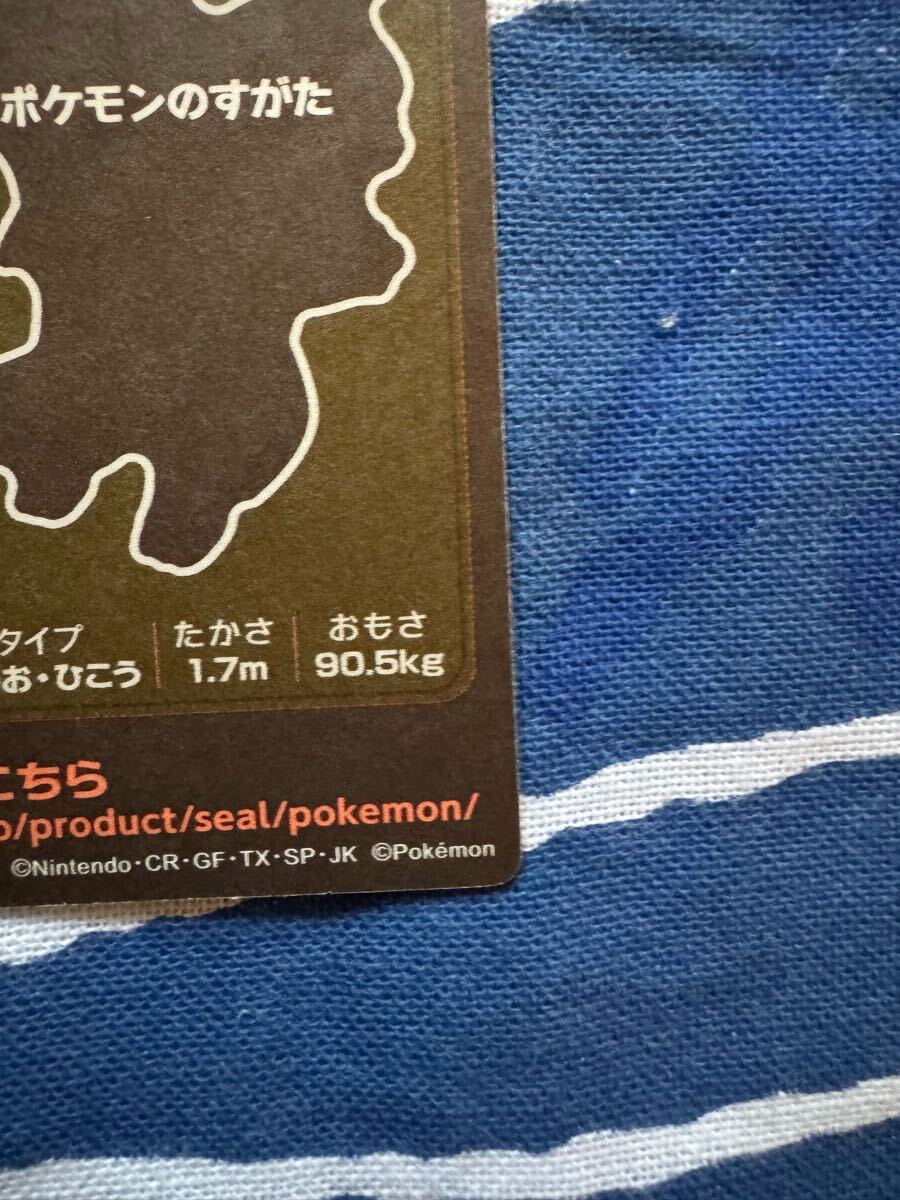 ポケモンのすがた
タイプ
お・ひこう
たかさ
1.7m
おもさ
90.5kg
こちら
/product/seal/pokemon/
©Nintendo・CR・GF・TX・SP・JK ©Pokémon